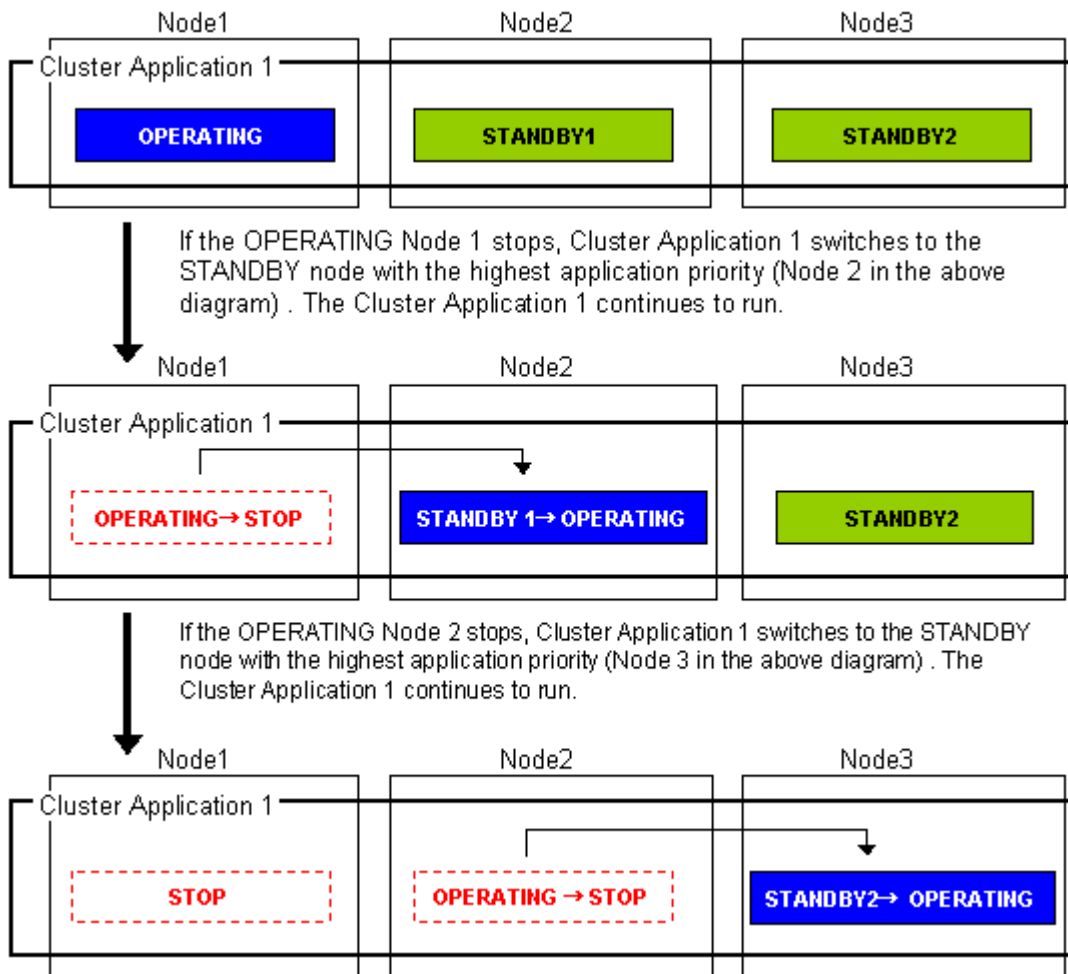 Node1 Node2 Node3
Cluster Application 1
OPERATING STANDBY1 STANDBY2
If the OPERATING Node 1 stops, Cluster Application 1 switches to the
STANDBY node with the highest application priority (Node 2 in the above
diagram) . The Cluster Application 1 continues to run.
Node1 Node2 Node3
Cluster Application 1
OPERATING→ STOP STANDBY 1→ OPERATING STANDBY2
If the OPERATING Node 2 stops, Cluster Application 1 switches to the STANDBY
node with the highest application priority (Node 3 in the above diagram) . The
Cluster Application 1 continues to run.
Node1 Node2 Node3
Cluster Application 1
STOP OPERATING → STOP STANDBY2→ OPERATING